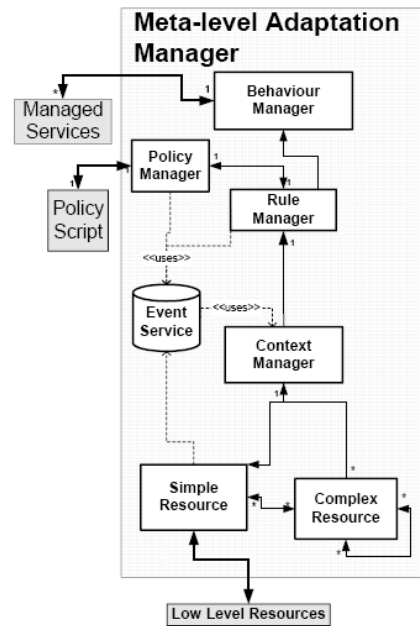 Meta-level Adaptation
Manager
Behaviour
Manager
1
*
Managed
Services
Policy
Manager
1
1
1
1
Policy
Script
Rule
Manager
1
<<uses>>
<<uses>>
Event
Service
Context
Manager
1
*
Simple
Resource
*
*
Complex
Resource
*
*
Low Level Resources